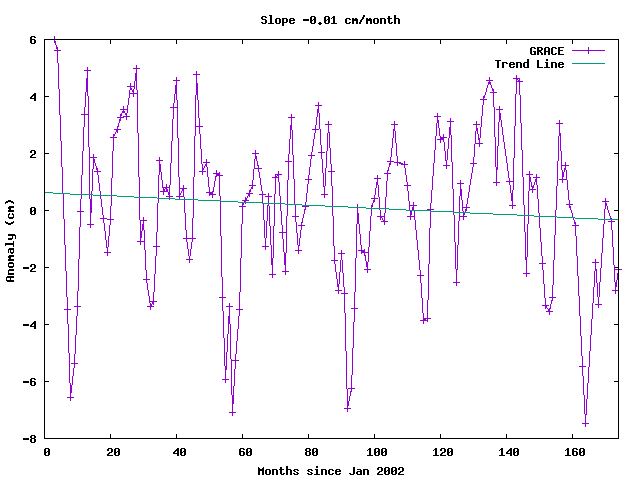 Slope -0.01 cm/month
GRACE
Trend Line
6
4
2
0
-2
-4
-6
-8
Anomaly (cm)
0 20 40 60 80 100 120 140 160
Months since Jan 2002